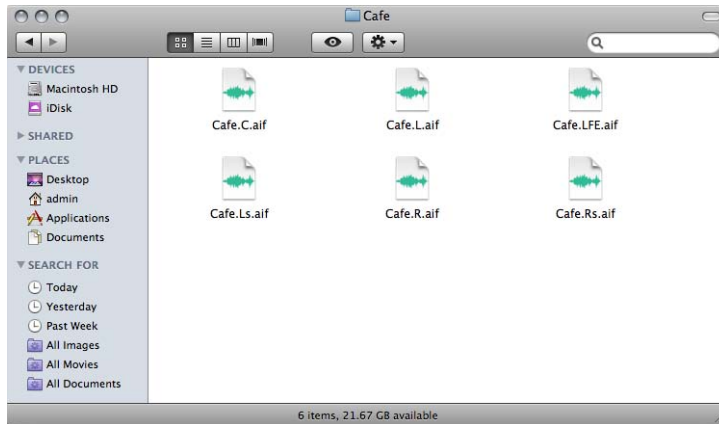 Cafe
DEVICES
Macintosh HD
iDisk
SHARED
PLACES
Desktop
admin
Applications
Documents
SEARCH FOR
Today
Yesterday
Past Week
All Images
All Movies
All Documents
Cafe.C.aif
Cafe.L.aif
Cafe.LFE.aif
Cafe.Ls.aif
Cafe.R.aif
Cafe.Rs.aif
6 items, 21.67 GB available